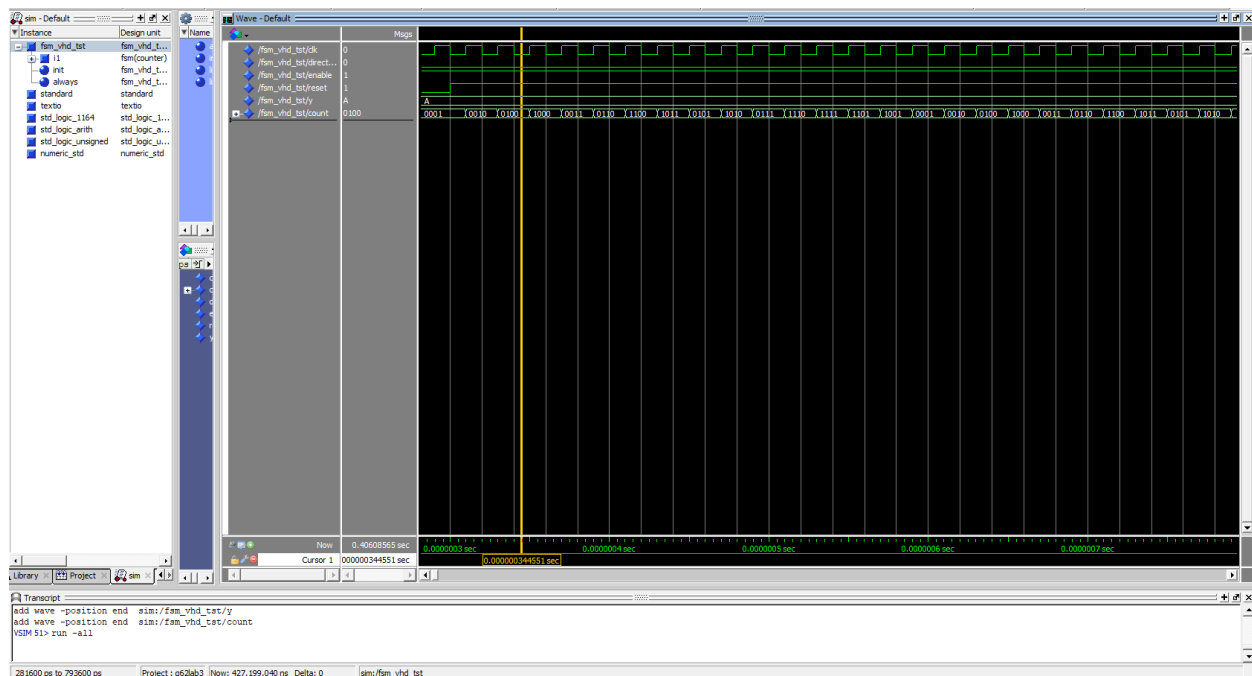 sim - Default
Wave - Default
Instance Design unit
Name
Msgs
fsm_vhd_tst fsm_vhd_t...
i1 fsm(counter)
init fsm_vhd_t...
always fsm_vhd_t...
standard standard
textio textio
std_logic_1164 std_logic_1...
std_logic_arith std_logic_a...
std_logic_unsigned std_logic_u...
numeric_std numeric_std
/fsm_vhd_tst/clk 0
/fsm_vhd_tst/direct... 0
/fsm_vhd_tst/enable 1
/fsm_vhd_tst/reset 1
/fsm_vhd_tst/y A A
/fsm_vhd_tst/count 0100 0001 0010 0100 1000 0011 0110 1100 1011 0101 1010 0111 1110 1111 1101 1001 0001 0010 0100 1000 0011 0110 1100 1011 0101 1010
Now 0.40608565 sec 0.0000003 sec 0.0000004 sec 0.0000005 sec 0.0000006 sec 0.0000007 sec
Cursor 1 000000344551 sec 0.000000344551 sec
Library Project sim
Transcript
add wave -position end sim:/fsm_vhd_tst/y
add wave -position end sim:/fsm_vhd_tst/count
VSIM 51> run -all
281600 ps to 793600 ps Project : g62lab3 Now: 427,199,040 ns Delta: 0 sim:/fsm_vhd_tst